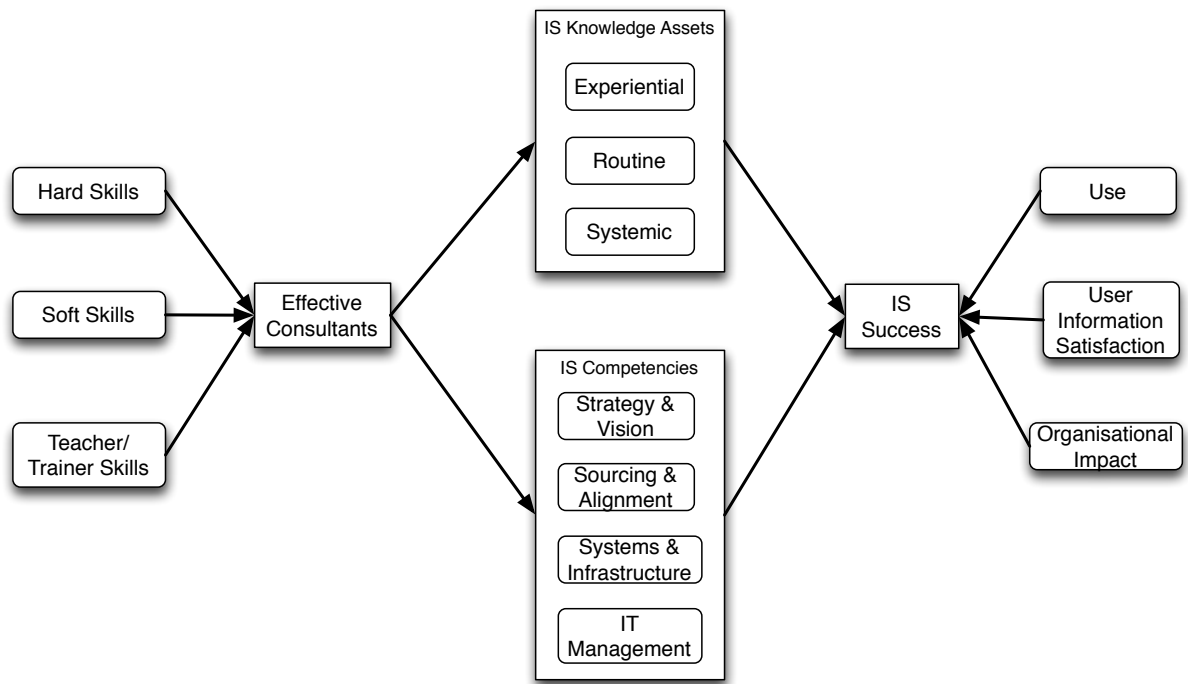 Hard Skills
Soft Skills
Teacher/
Trainer Skills
Effective
Consultants
IS Knowledge Assets
Experiential
Routine
Systemic
IS Competencies
Strategy &
Vision
Sourcing &
Alignment
Systems &
Infrastructure
IT
Management
IS
Success
Use
User
Information
Satisfaction
Organisational
Impact